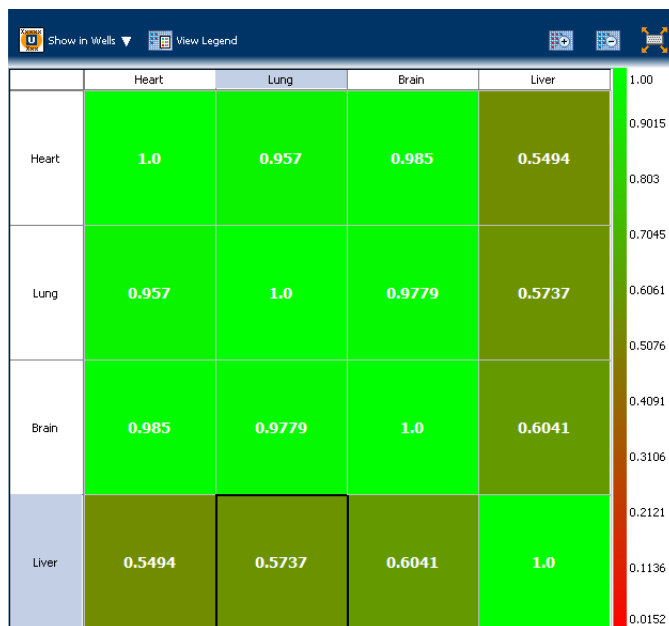 Show in Wells ▼ View Legend
Heart Lung Brain Liver 1.00
0.9015
Heart 1.0 0.957 0.985 0.5494
0.803
0.7045
Lung 0.957 1.0 0.9779 0.5737
0.6061
0.5076
0.4091
Brain 0.985 0.9779 1.0 0.6041
0.3106
0.2121
Liver 0.5494 0.5737 0.6041 1.0
0.1136
0.0152